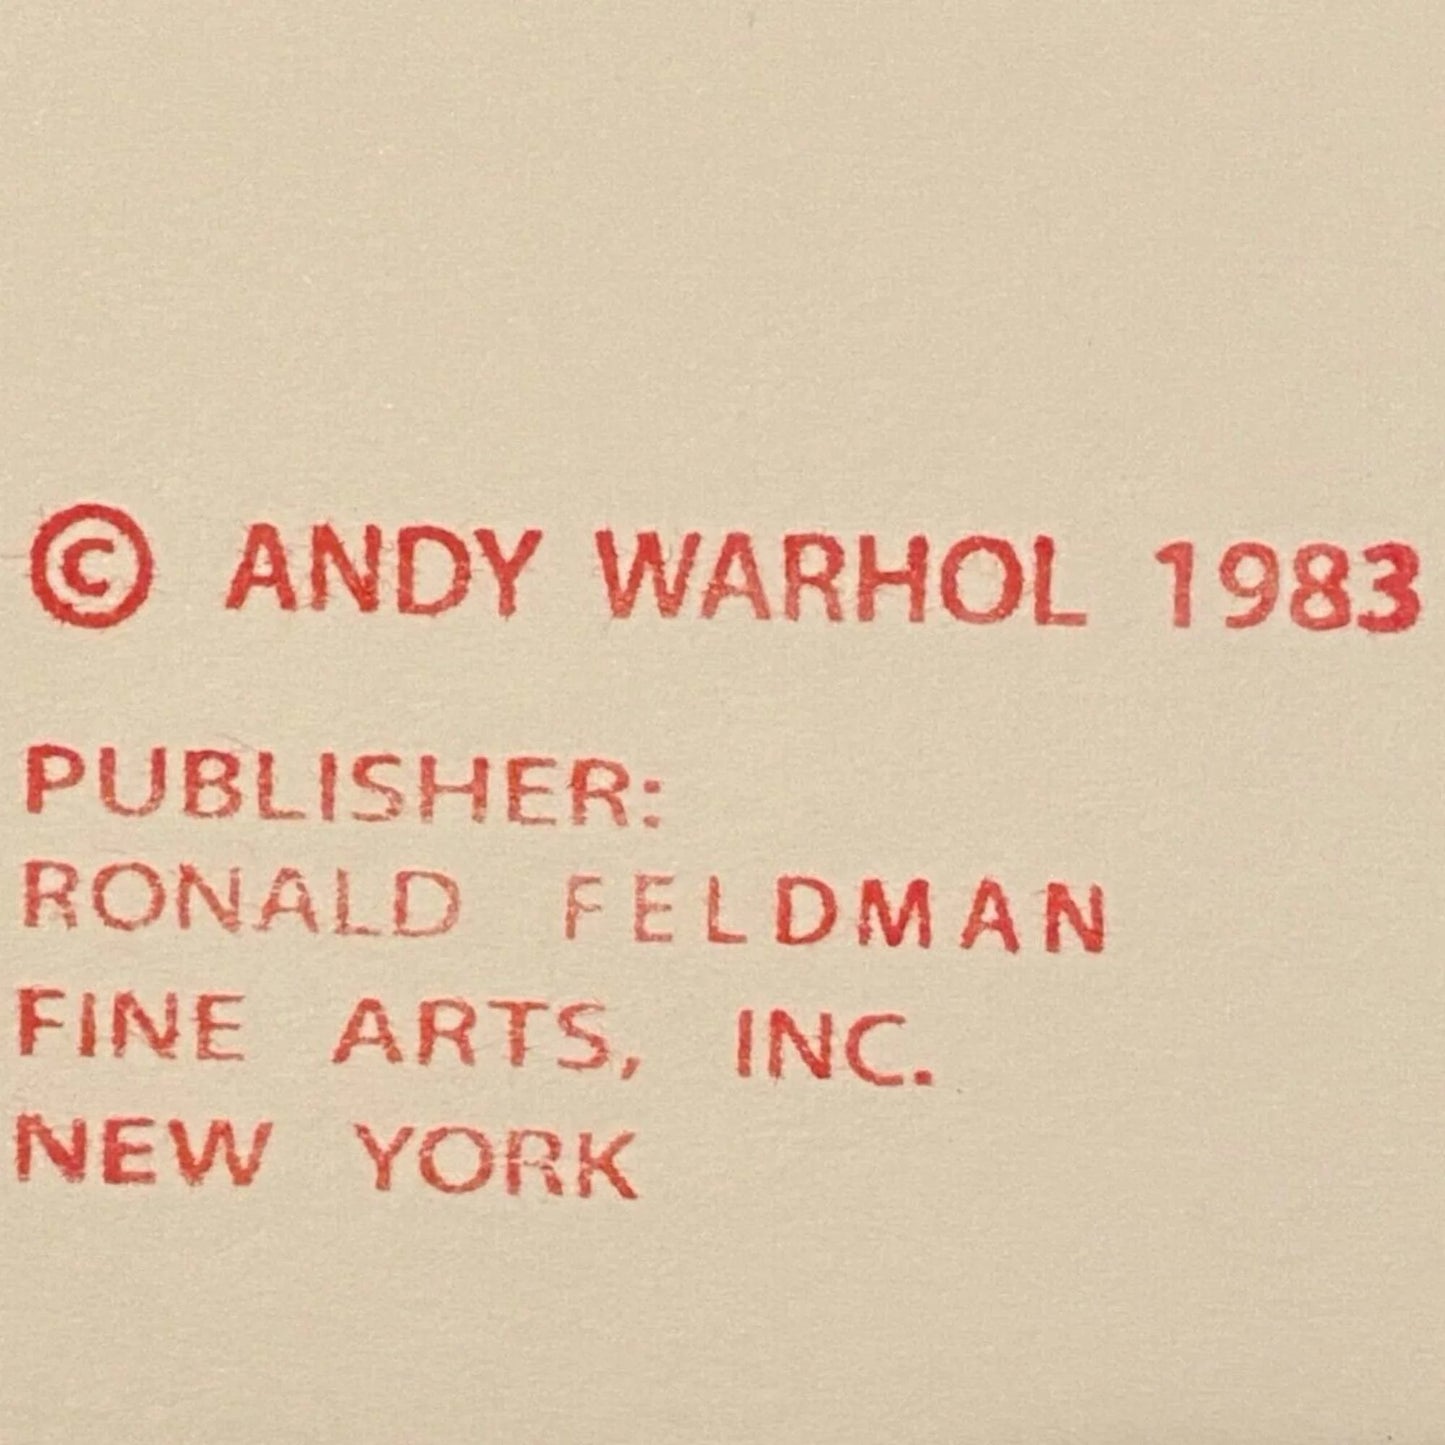 © ANDY WARHOL 1983
PUBLISHER:
RONALD FELDMAN
FINE ARTS, INC.
NEW YORK